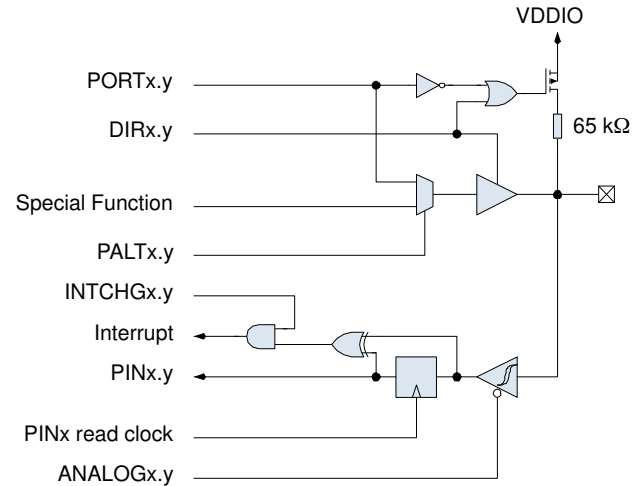 VDDIO
PORTx.y
DIRx.y
65 kΩ
Special Function
PALTx.y
INTCHGx.y
Interrupt
PINx.y
PINx read clock
ANALOGx.y